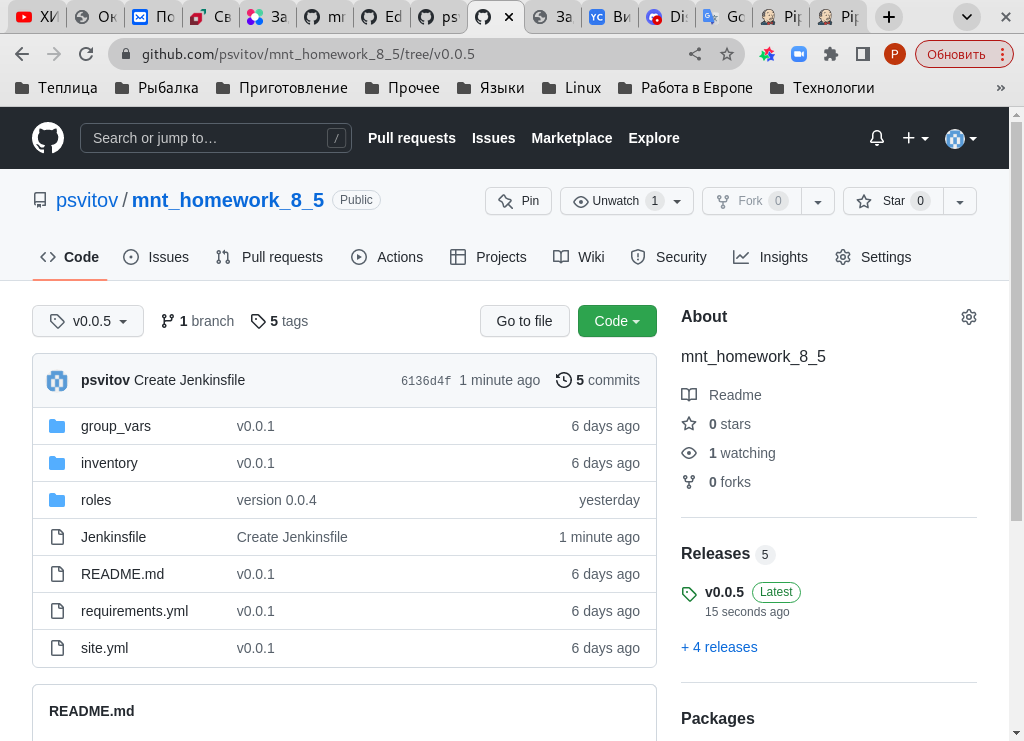 ХИ Ок По Св За mr Ed ps За Ви Di Go Pip Pip
github.com/psvitov/mnt_homework_8_5/tree/v0.0.5 P Обновить
Теплица Рыбалка Приготовление Прочее Языки Linux Работа в Европе Технологии »
Search or jump to… / Pull requests Issues Marketplace Explore
psvitov / mnt_homework_8_5 Public Pin Unwatch 1 Fork 0 Star 0
Code Issues Pull requests Actions Projects Wiki Security Insights Settings
v0.0.5 1 branch 5 tags Go to file Code
psvitov Create Jenkinsfile 6136d4f 1 minute ago 5 commits
group_vars v0.0.1 6 days ago
inventory v0.0.1 6 days ago
roles version 0.0.4 yesterday
Jenkinsfile Create Jenkinsfile 1 minute ago
README.md v0.0.1 6 days ago
requirements.yml v0.0.1 6 days ago
site.yml v0.0.1 6 days ago
README.md
About
mnt_homework_8_5
Readme
0 stars
1 watching
0 forks
Releases 5
v0.0.5 Latest
15 seconds ago
+ 4 releases
Packages